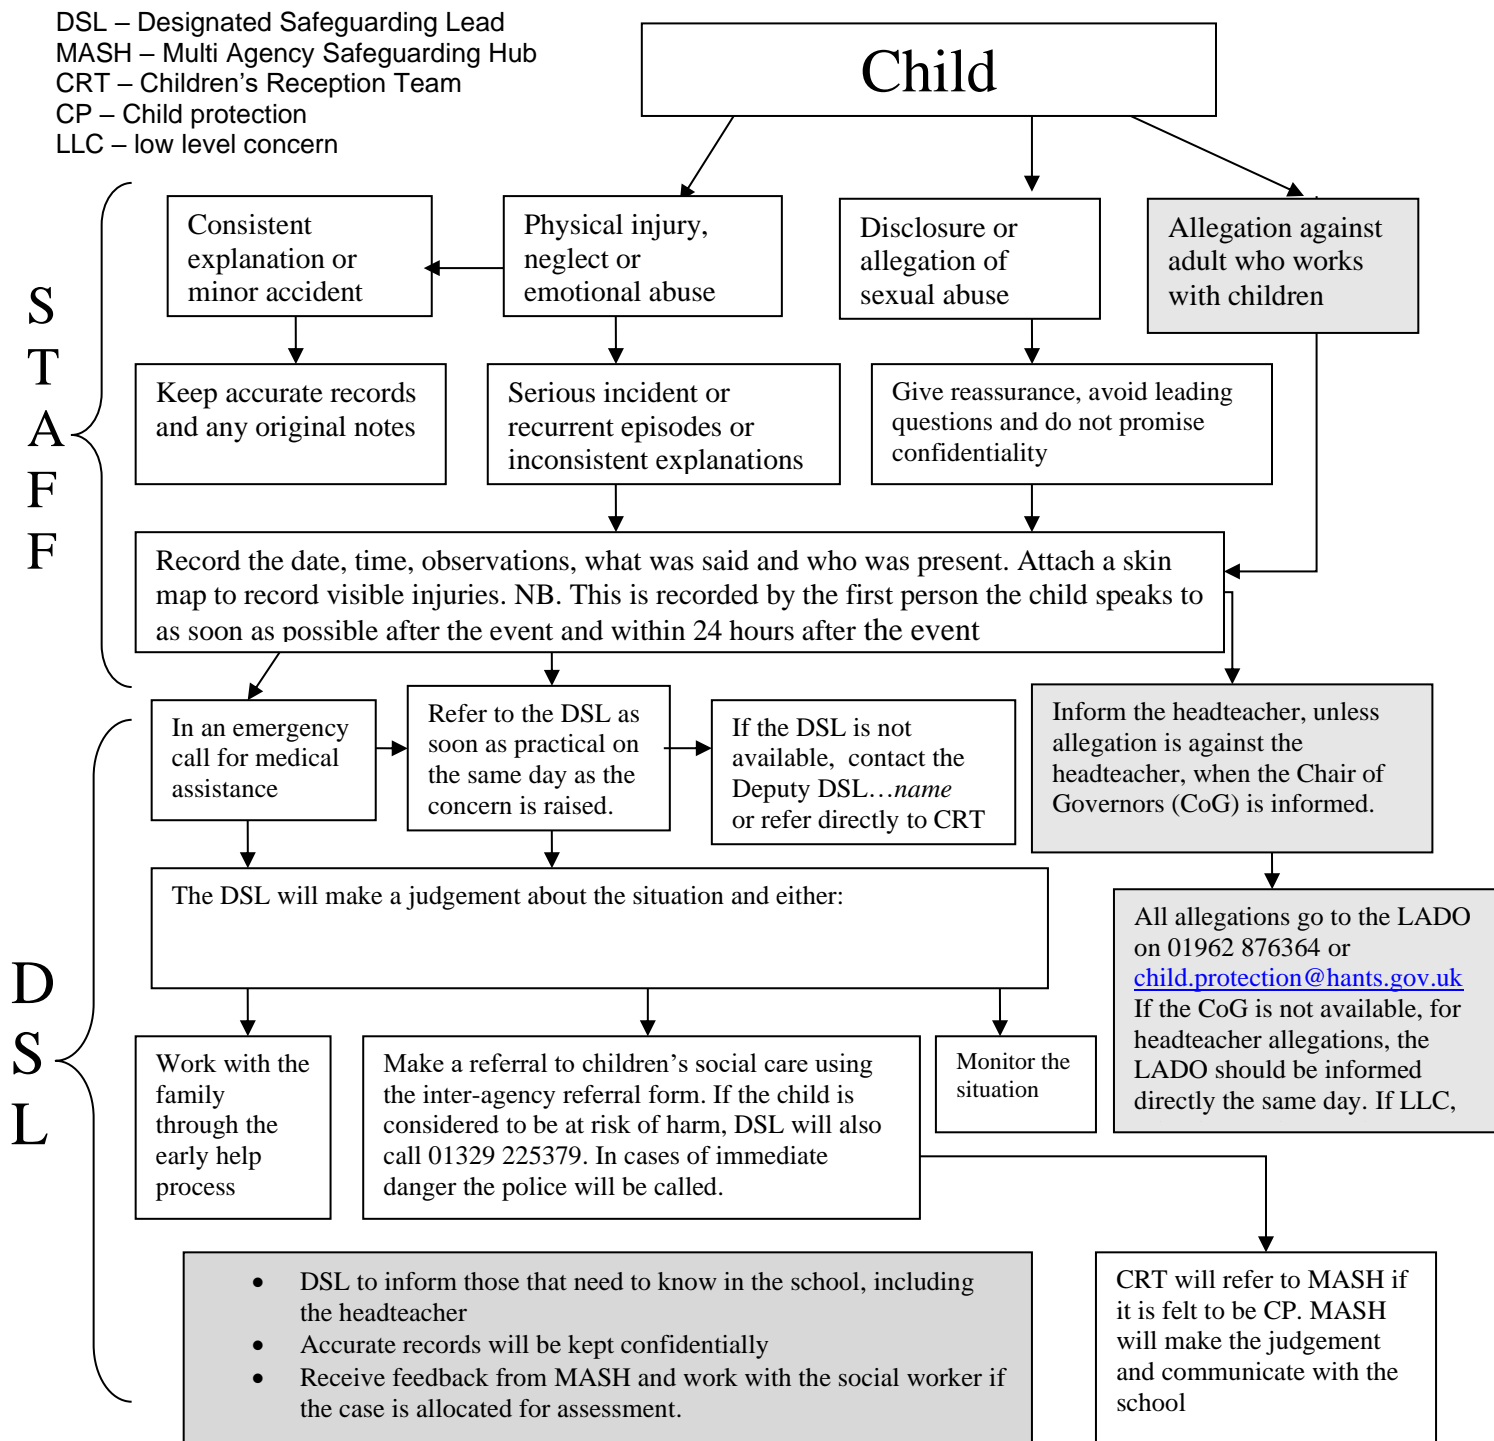 DSL – Designated Safeguarding Lead
MASH – Multi Agency Safeguarding Hub
CRT – Children's Reception Team
CP – Child protection
LLC – low level concern
Child
S
T
A
F
F
Consistent
explanation or
minor accident
Physical injury,
neglect or
emotional abuse
Disclosure or
allegation of
sexual abuse
Allegation against
adult who works
with children
Keep accurate records
and any original notes
Serious incident or
recurrent episodes or
inconsistent explanations
Give reassurance, avoid leading
questions and do not promise
confidentiality
Record the date, time, observations, what was said and who was present. Attach a skin
map to record visible injuries. NB. This is recorded by the first person the child speaks to
as soon as possible after the event and within 24 hours after the event
D
S
L
In an emergency
call for medical
assistance
Refer to the DSL as
soon as practical on
the same day as the
concern is raised.
If the DSL is not
available, contact the
Deputy DSL…name
or refer directly to CRT
Inform the headteacher, unless
allegation is against the
headteacher, when the Chair of
Governors (CoG) is informed.
The DSL will make a judgement about the situation and either:
All allegations go to the LADO
on 01962 876364 or
child.protection@hants.gov.uk
If the CoG is not available, for
headteacher allegations, the
LADO should be informed
directly the same day. If LLC,
Work with the
family
through the
early help
process
Make a referral to children's social care using
the inter-agency referral form. If the child is
considered to be at risk of harm, DSL will also
call 01329 225379. In cases of immediate
danger the police will be called.
Monitor the
situation
• DSL to inform those that need to know in the school, including
the headteacher
• Accurate records will be kept confidentially
• Receive feedback from MASH and work with the social worker if
the case is allocated for assessment.
CRT will refer to MASH if
it is felt to be CP. MASH
will make the judgement
and communicate with the
school